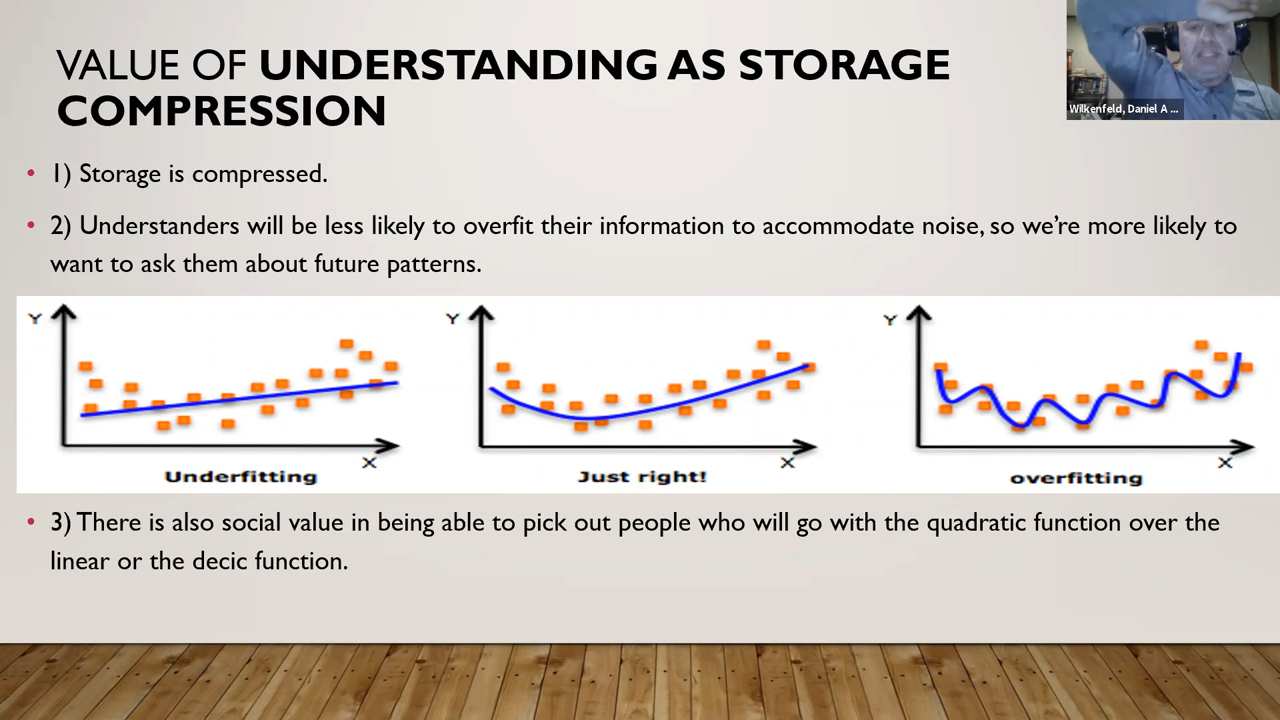 VALUE OF UNDERSTANDING AS STORAGE
COMPRESSION
Wilkenfeld, Daniel A ...
• 1) Storage is compressed.
• 2) Understanders will be less likely to overfit their information to accommodate noise, so we’re more likely to
want to ask them about future patterns.
Y
X
Underfitting
Y
X
Just right!
Y
X
overfitting
• 3) There is also social value in being able to pick out people who will go with the quadratic function over the
linear or the decic function.